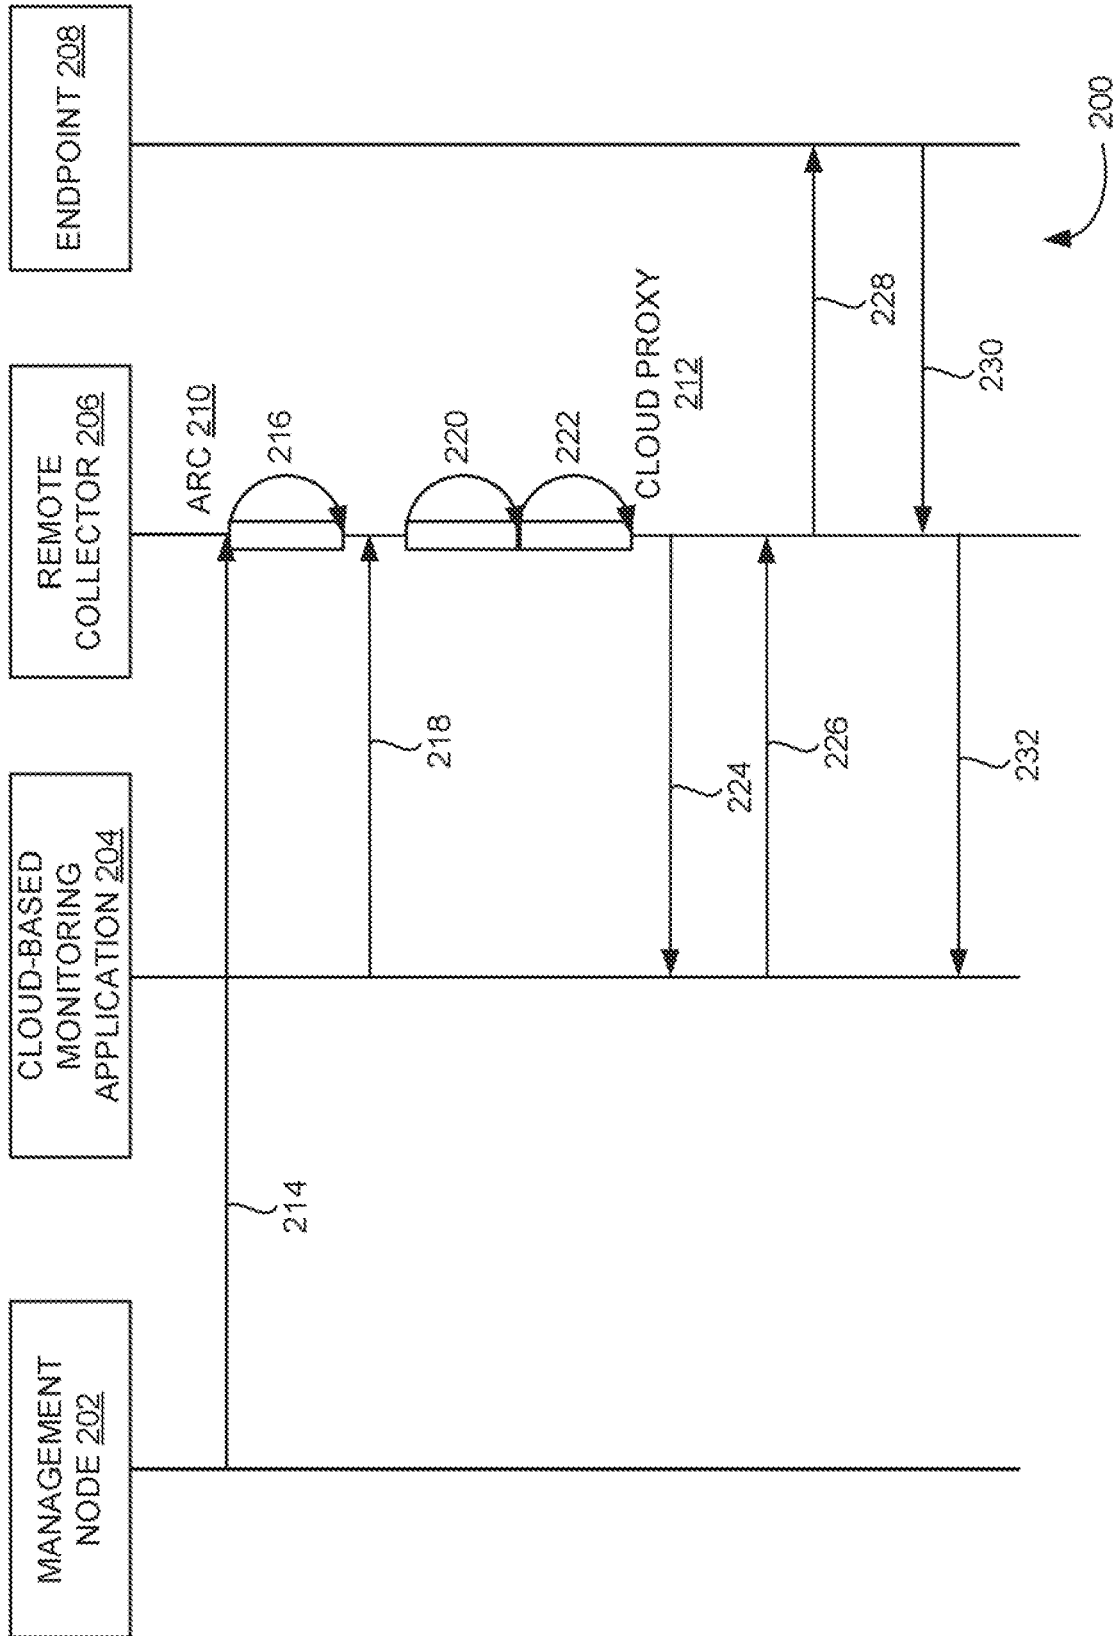 MANAGEMENT
NODE 202
CLOUD-BASED
MONITORING
APPLICATION 204
REMOTE
COLLECTOR 206
ENDPOINT 208
ARC 210
214
216
218
220
222
CLOUD PROXY
212
224
226
228
230
232
200